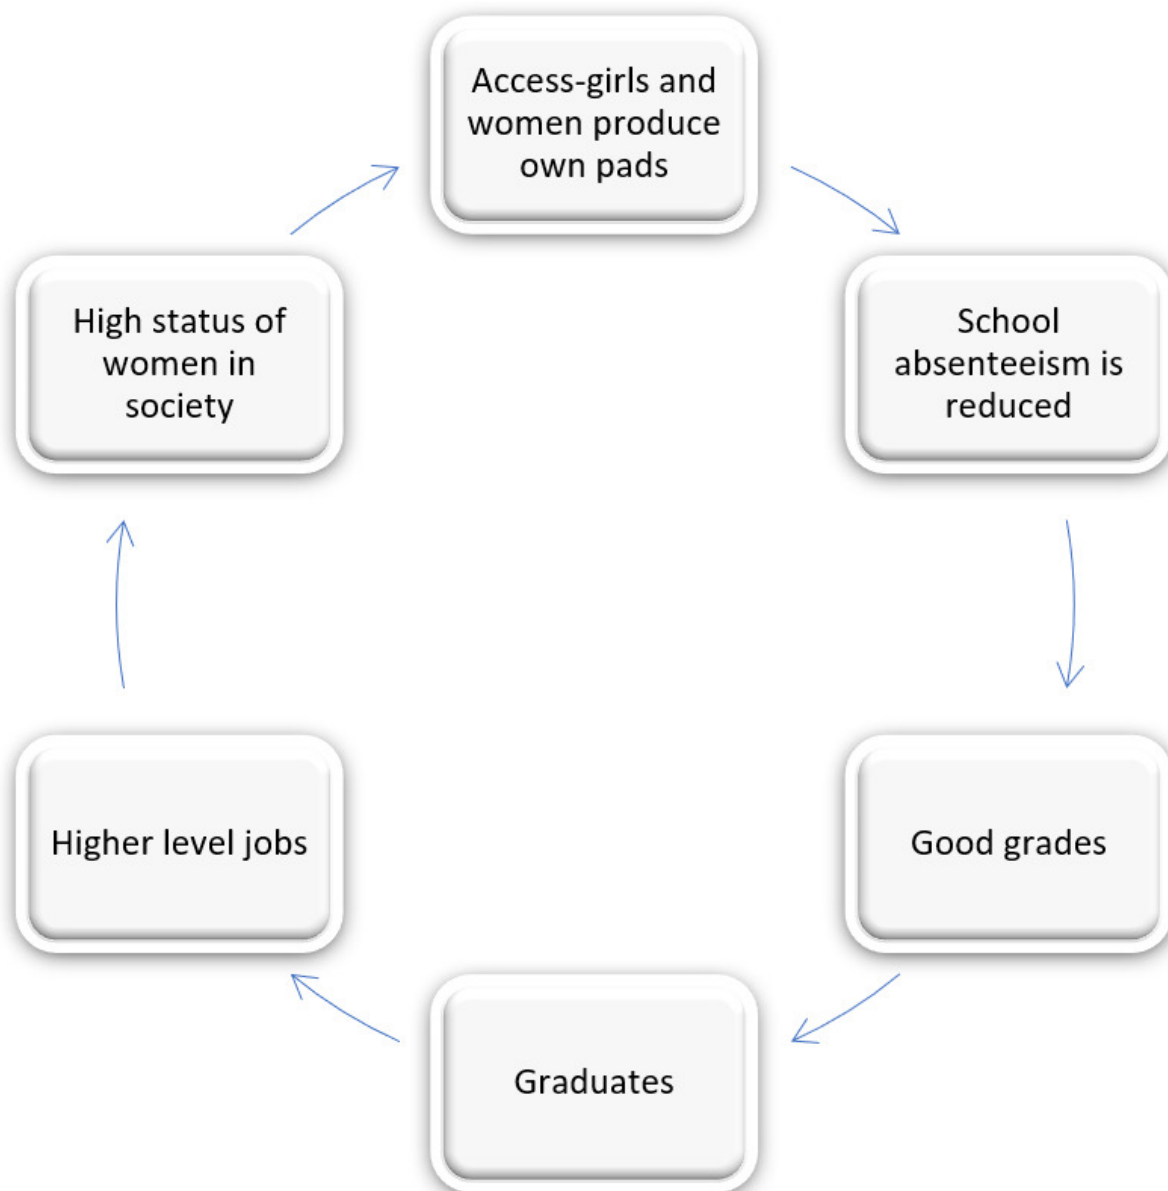 Access-girls and
women produce
own pads
School
absenteeism is
reduced
Good grades
Graduates
Higher level jobs
High status of
women in
society